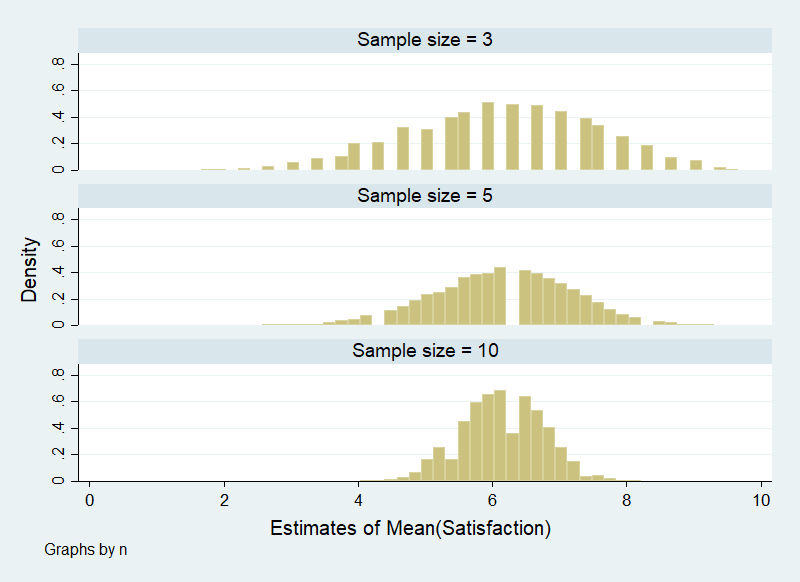 Sample size = 3
.8
.6
.4
.2
0
Sample size = 5
.8
.6
.4
.2
0
Density
Sample size = 10
.8
.6
.4
.2
0
0 2 4 6 8 10
Estimates of Mean(Satisfaction)
Graphs by n